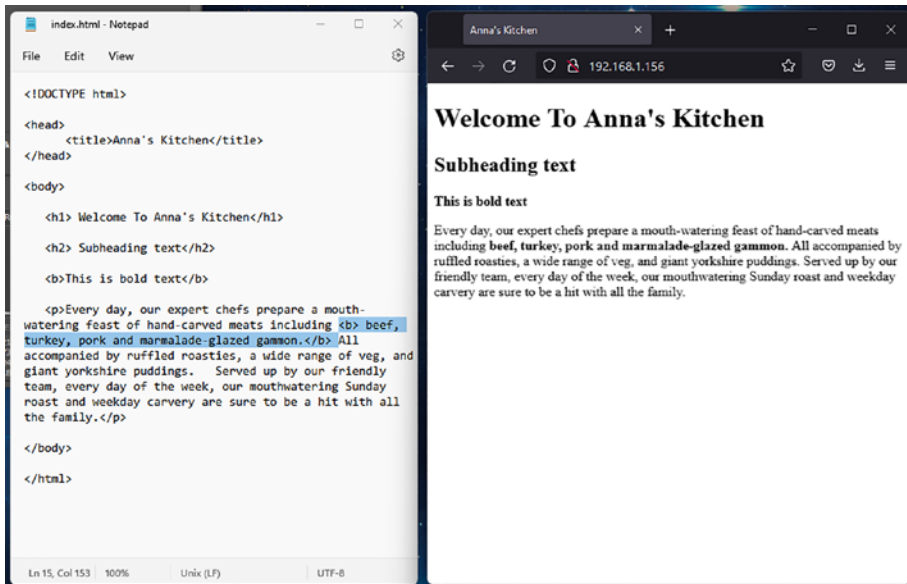 index.html - Notepad
File Edit View
<!DOCTYPE html>
<head>
<title>Anna's Kitchen</title>
</head>
<body>
<h1> Welcome To Anna's Kitchen</h1>
<h2> Subheading text</h2>
<b>This is bold text</b>
<p>Every day, our expert chefs prepare a mouth-
watering feast of hand-carved meats including <b> beef,
turkey, pork and marmalade-glazed gammon.</b> All
accompanied by ruffled roasties, a wide range of veg, and
giant yorkshire puddings.   Served up by our friendly
team, every day of the week, our mouthwatering Sunday
roast and weekday carvery are sure to be a hit with all
the family.</p>
</body>
</html>
Ln 15, Col 153 100% Unix (LF) UTF-8
Anna's Kitchen
192.168.1.156
Welcome To Anna's Kitchen
Subheading text
This is bold text
Every day, our expert chefs prepare a mouth-watering feast of hand-carved meats
including beef, turkey, pork and marmalade-glazed gammon. All accompanied by
ruffled roasties, a wide range of veg, and giant yorkshire puddings. Served up by our
friendly team, every day of the week, our mouthwatering Sunday roast and weekday
carvery are sure to be a hit with all the family.